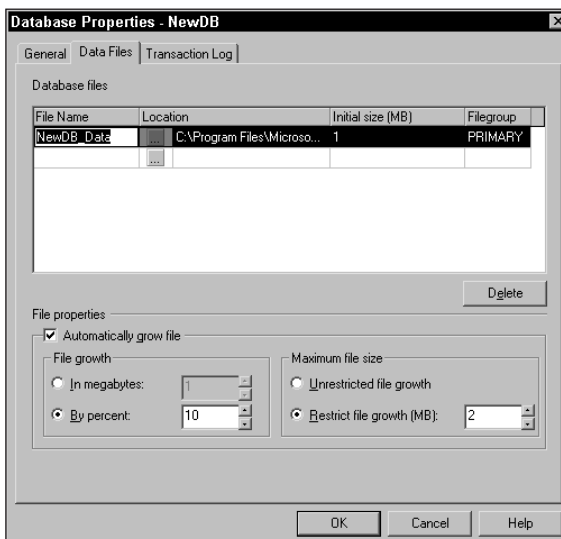 Database Properties - NewDB
General Data Files Transaction Log
Database files
File Name Location Initial size (MB) Filegroup
NewDB_Data ... C:\Program Files\Microso... 1 PRIMARY
...
Delete
File properties
Automatically grow file
File growth Maximum file size
In megabytes: 1 Unrestricted file growth
By percent: 10 Restrict file growth (MB): 2
OK Cancel Help